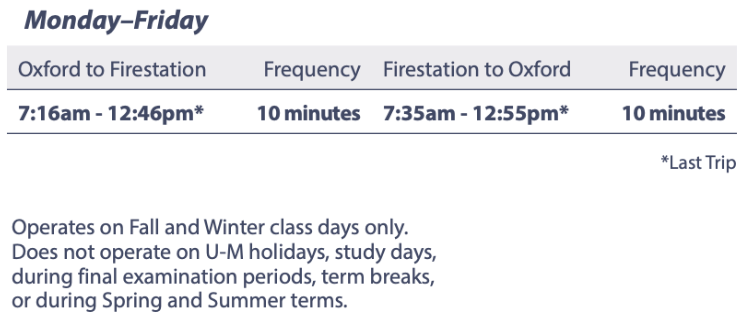 Monday–Friday
Oxford to Firestation Frequency Firestation to Oxford Frequency
7:16am - 12:46pm* 10 minutes 7:35am - 12:55pm* 10 minutes
*Last Trip
Operates on Fall and Winter class days only.
Does not operate on U-M holidays, study days,
during final examination periods, term breaks,
or during Spring and Summer terms.